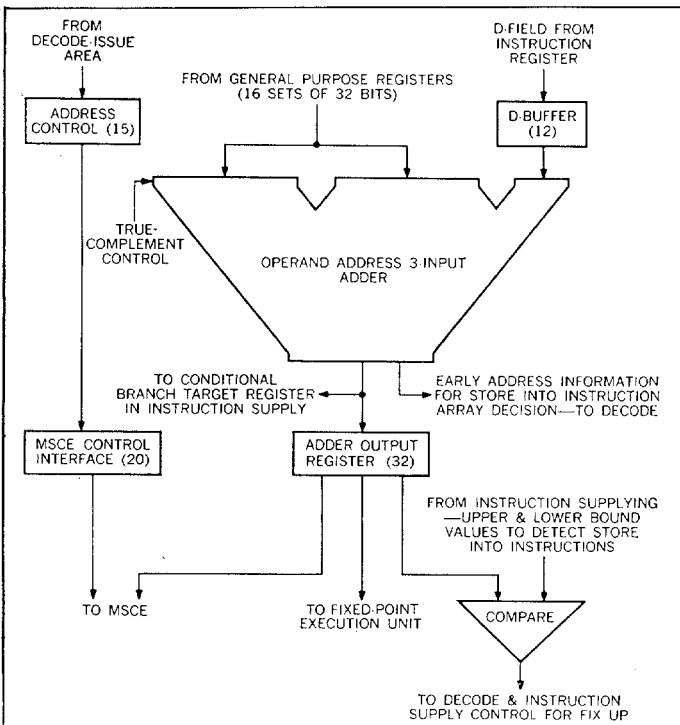 FROM
DECODE-ISSUE
AREA
D-FIELD FROM
INSTRUCTION
REGISTER
FROM GENERAL PURPOSE REGISTERS
(16 SETS OF 32 BITS)
ADDRESS
CONTROL (15)
D-BUFFER
(12)
TRUE-
COMPLEMENT
CONTROL
OPERAND ADDRESS 3-INPUT
ADDER
TO CONDITIONAL
BRANCH TARGET REGISTER
IN INSTRUCTION SUPPLY
EARLY ADDRESS INFORMATION
FOR STORE INTO INSTRUCTION
ARRAY DECISION—TO DECODE
MSCE CONTROL
INTERFACE (20)
ADDER OUTPUT
REGISTER (32)
FROM INSTRUCTION SUPPLYING
—UPPER & LOWER BOUND
VALUES TO DETECT STORE
INTO INSTRUCTIONS
TO MSCE
TO FIXED-POINT
EXECUTION UNIT
COMPARE
TO DECODE & INSTRUCTION
SUPPLY CONTROL FOR FIX UP